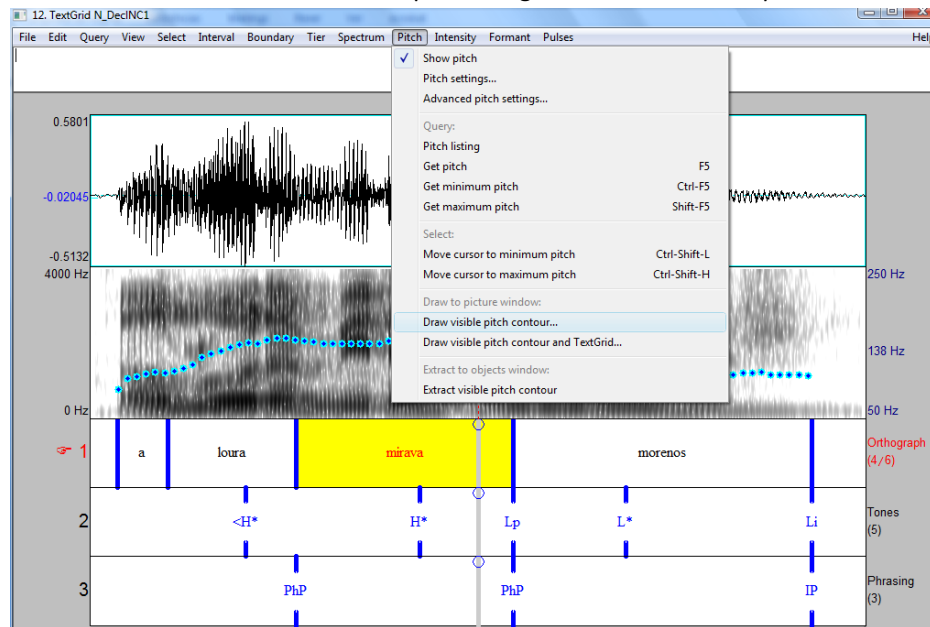 12. TextGrid N_DecINC1
File Edit Query View Select Interval Boundary Tier Spectrum Pitch Intensity Formant Pulses Hel
Show pitch
Pitch settings...
Advanced pitch settings...
Query:
Pitch listing
Get pitch F5
Get minimum pitch Ctrl-F5
Get maximum pitch Shift-F5
Select:
Move cursor to minimum pitch Ctrl-Shift-L
Move cursor to maximum pitch Ctrl-Shift-H
Draw to picture window:
Draw visible pitch contour...
Draw visible pitch contour and TextGrid...
Extract to objects window:
Extract visible pitch contour
0.5801
-0.02045
-0.5132
4000 Hz 250 Hz
138 Hz
0 Hz 50 Hz
1 a loura mirava morenos Orthograph
(4/6)
2 <H* H* Lp L* Li Tones
(5)
3 PhP PhP IP Phrasing
(3)